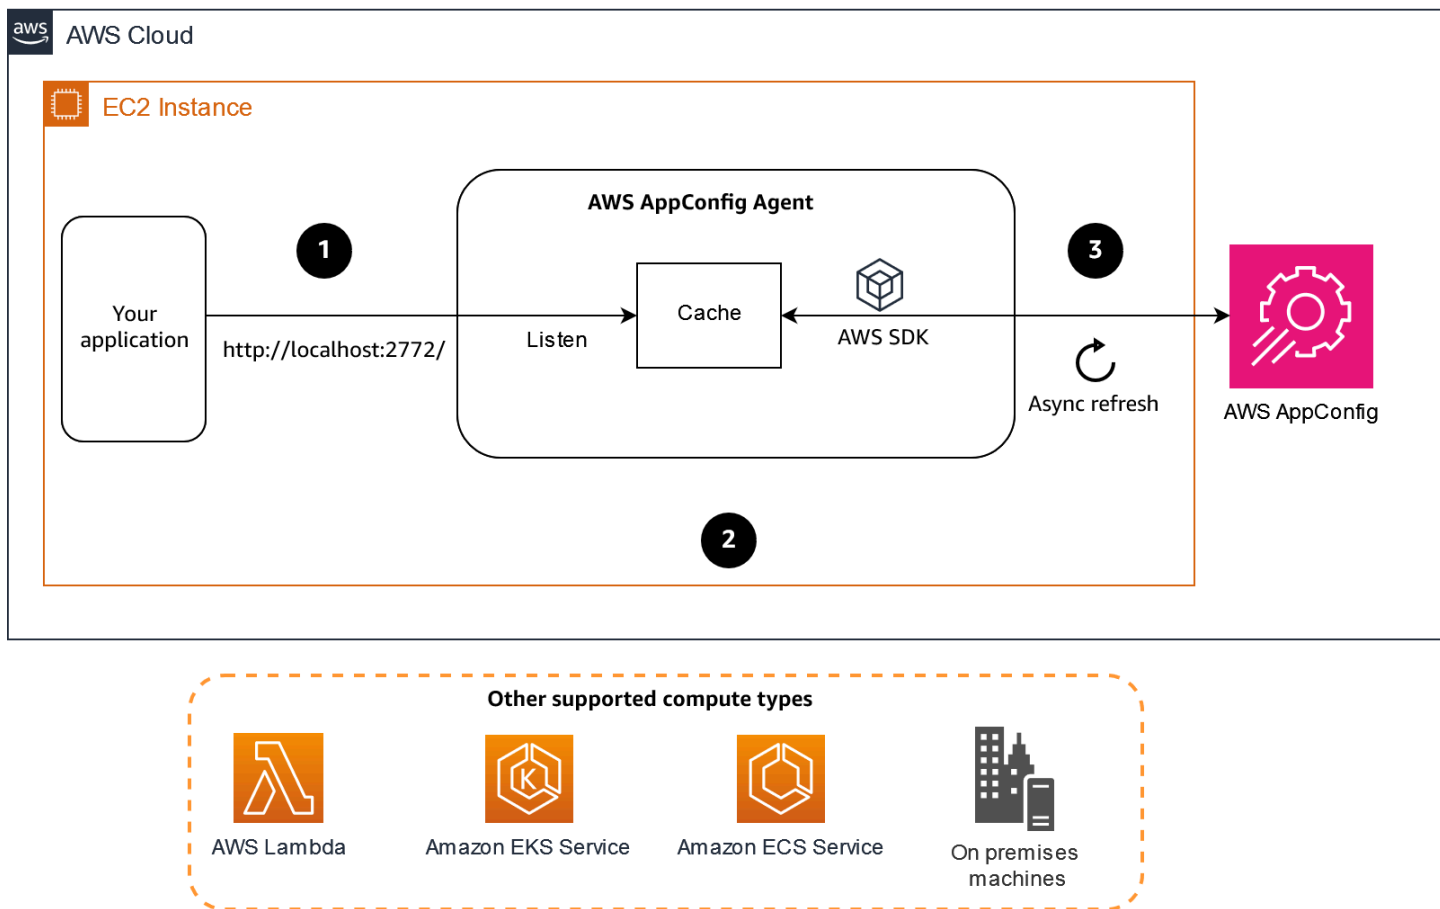 aws
AWS Cloud
EC2 Instance
AWS AppConfig Agent
1
3
Your
application
http://localhost:2772/
Listen
Cache
AWS SDK
Async refresh
AWS AppConfig
2
Other supported compute types
K
AWS Lambda
Amazon EKS Service
Amazon ECS Service
On premises
machines